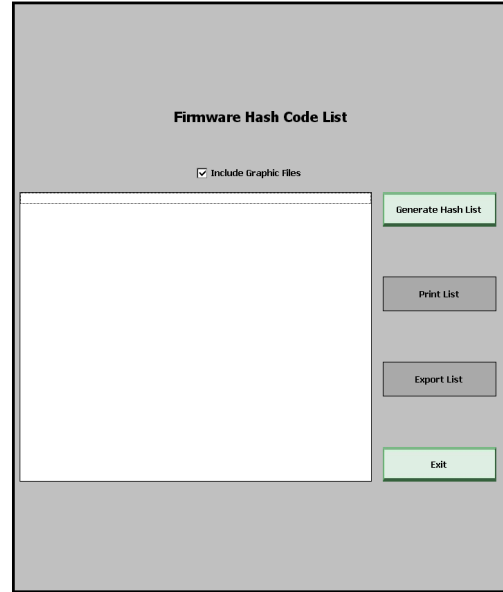 Firmware Hash Code List
Include Graphic Files
Generate Hash List
Print List
Export List
Exit